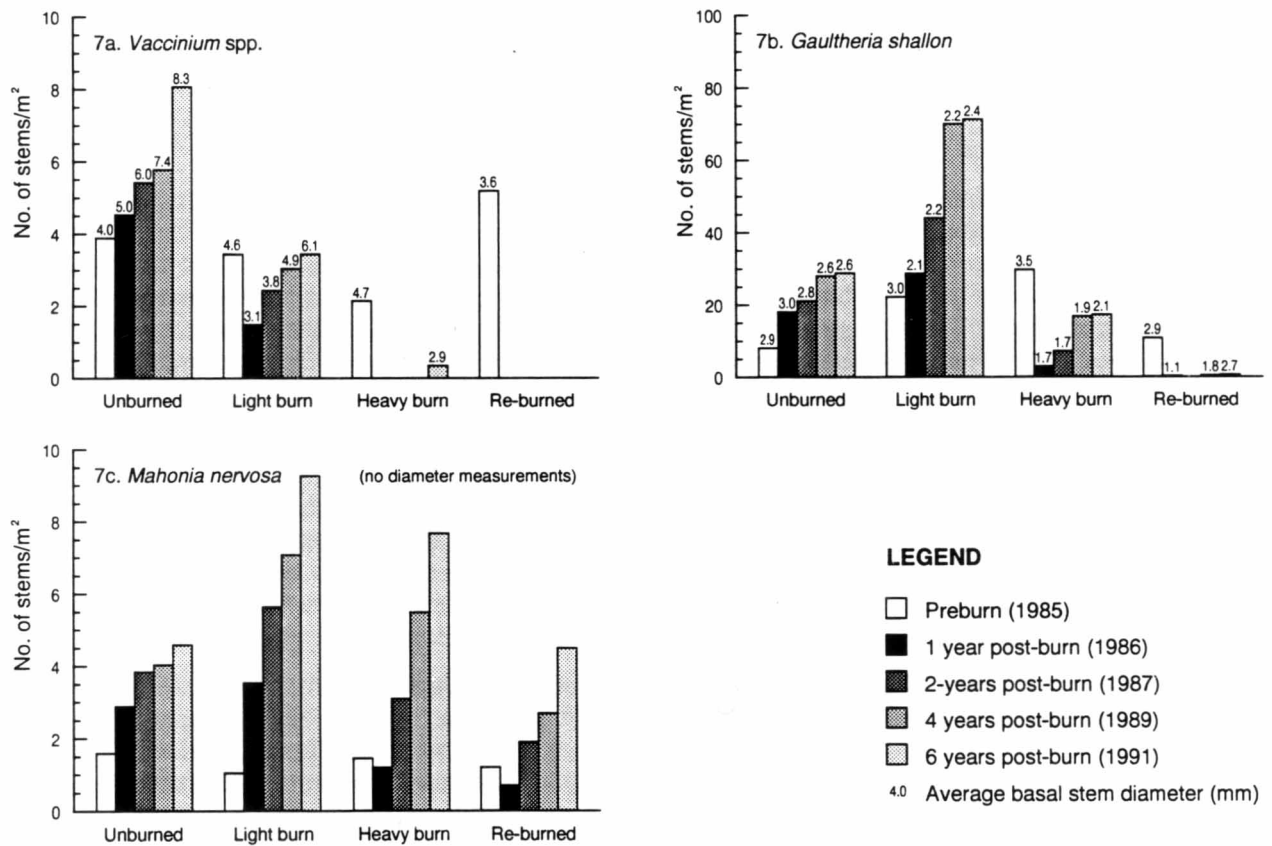 7a. Vaccinium spp.
No. of stems/m²
10
8
6
4
2
0
4.0 5.0 6.0 7.4 8.3
4.6 3.1 3.8 4.9 6.1
4.7 2.9
3.6
Unburned Light burn Heavy burn Re-burned
7b. Gaultheria shallon
No. of stems/m²
100
80
60
40
20
0
2.9 3.0 2.8 2.6 2.6
3.0 2.1 2.2 2.2 2.4
3.5 1.7 1.7 1.9 2.1
2.9 1.1 1.8 2.7
Unburned Light burn Heavy burn Re-burned
7c. Mahonia nervosa (no diameter measurements)
No. of stems/m²
10
8
6
4
2
0
Unburned Light burn Heavy burn Re-burned
LEGEND
Preburn (1985)
1 year post-burn (1986)
2-years post-burn (1987)
4 years post-burn (1989)
6 years post-burn (1991)
4.0 Average basal stem diameter (mm)